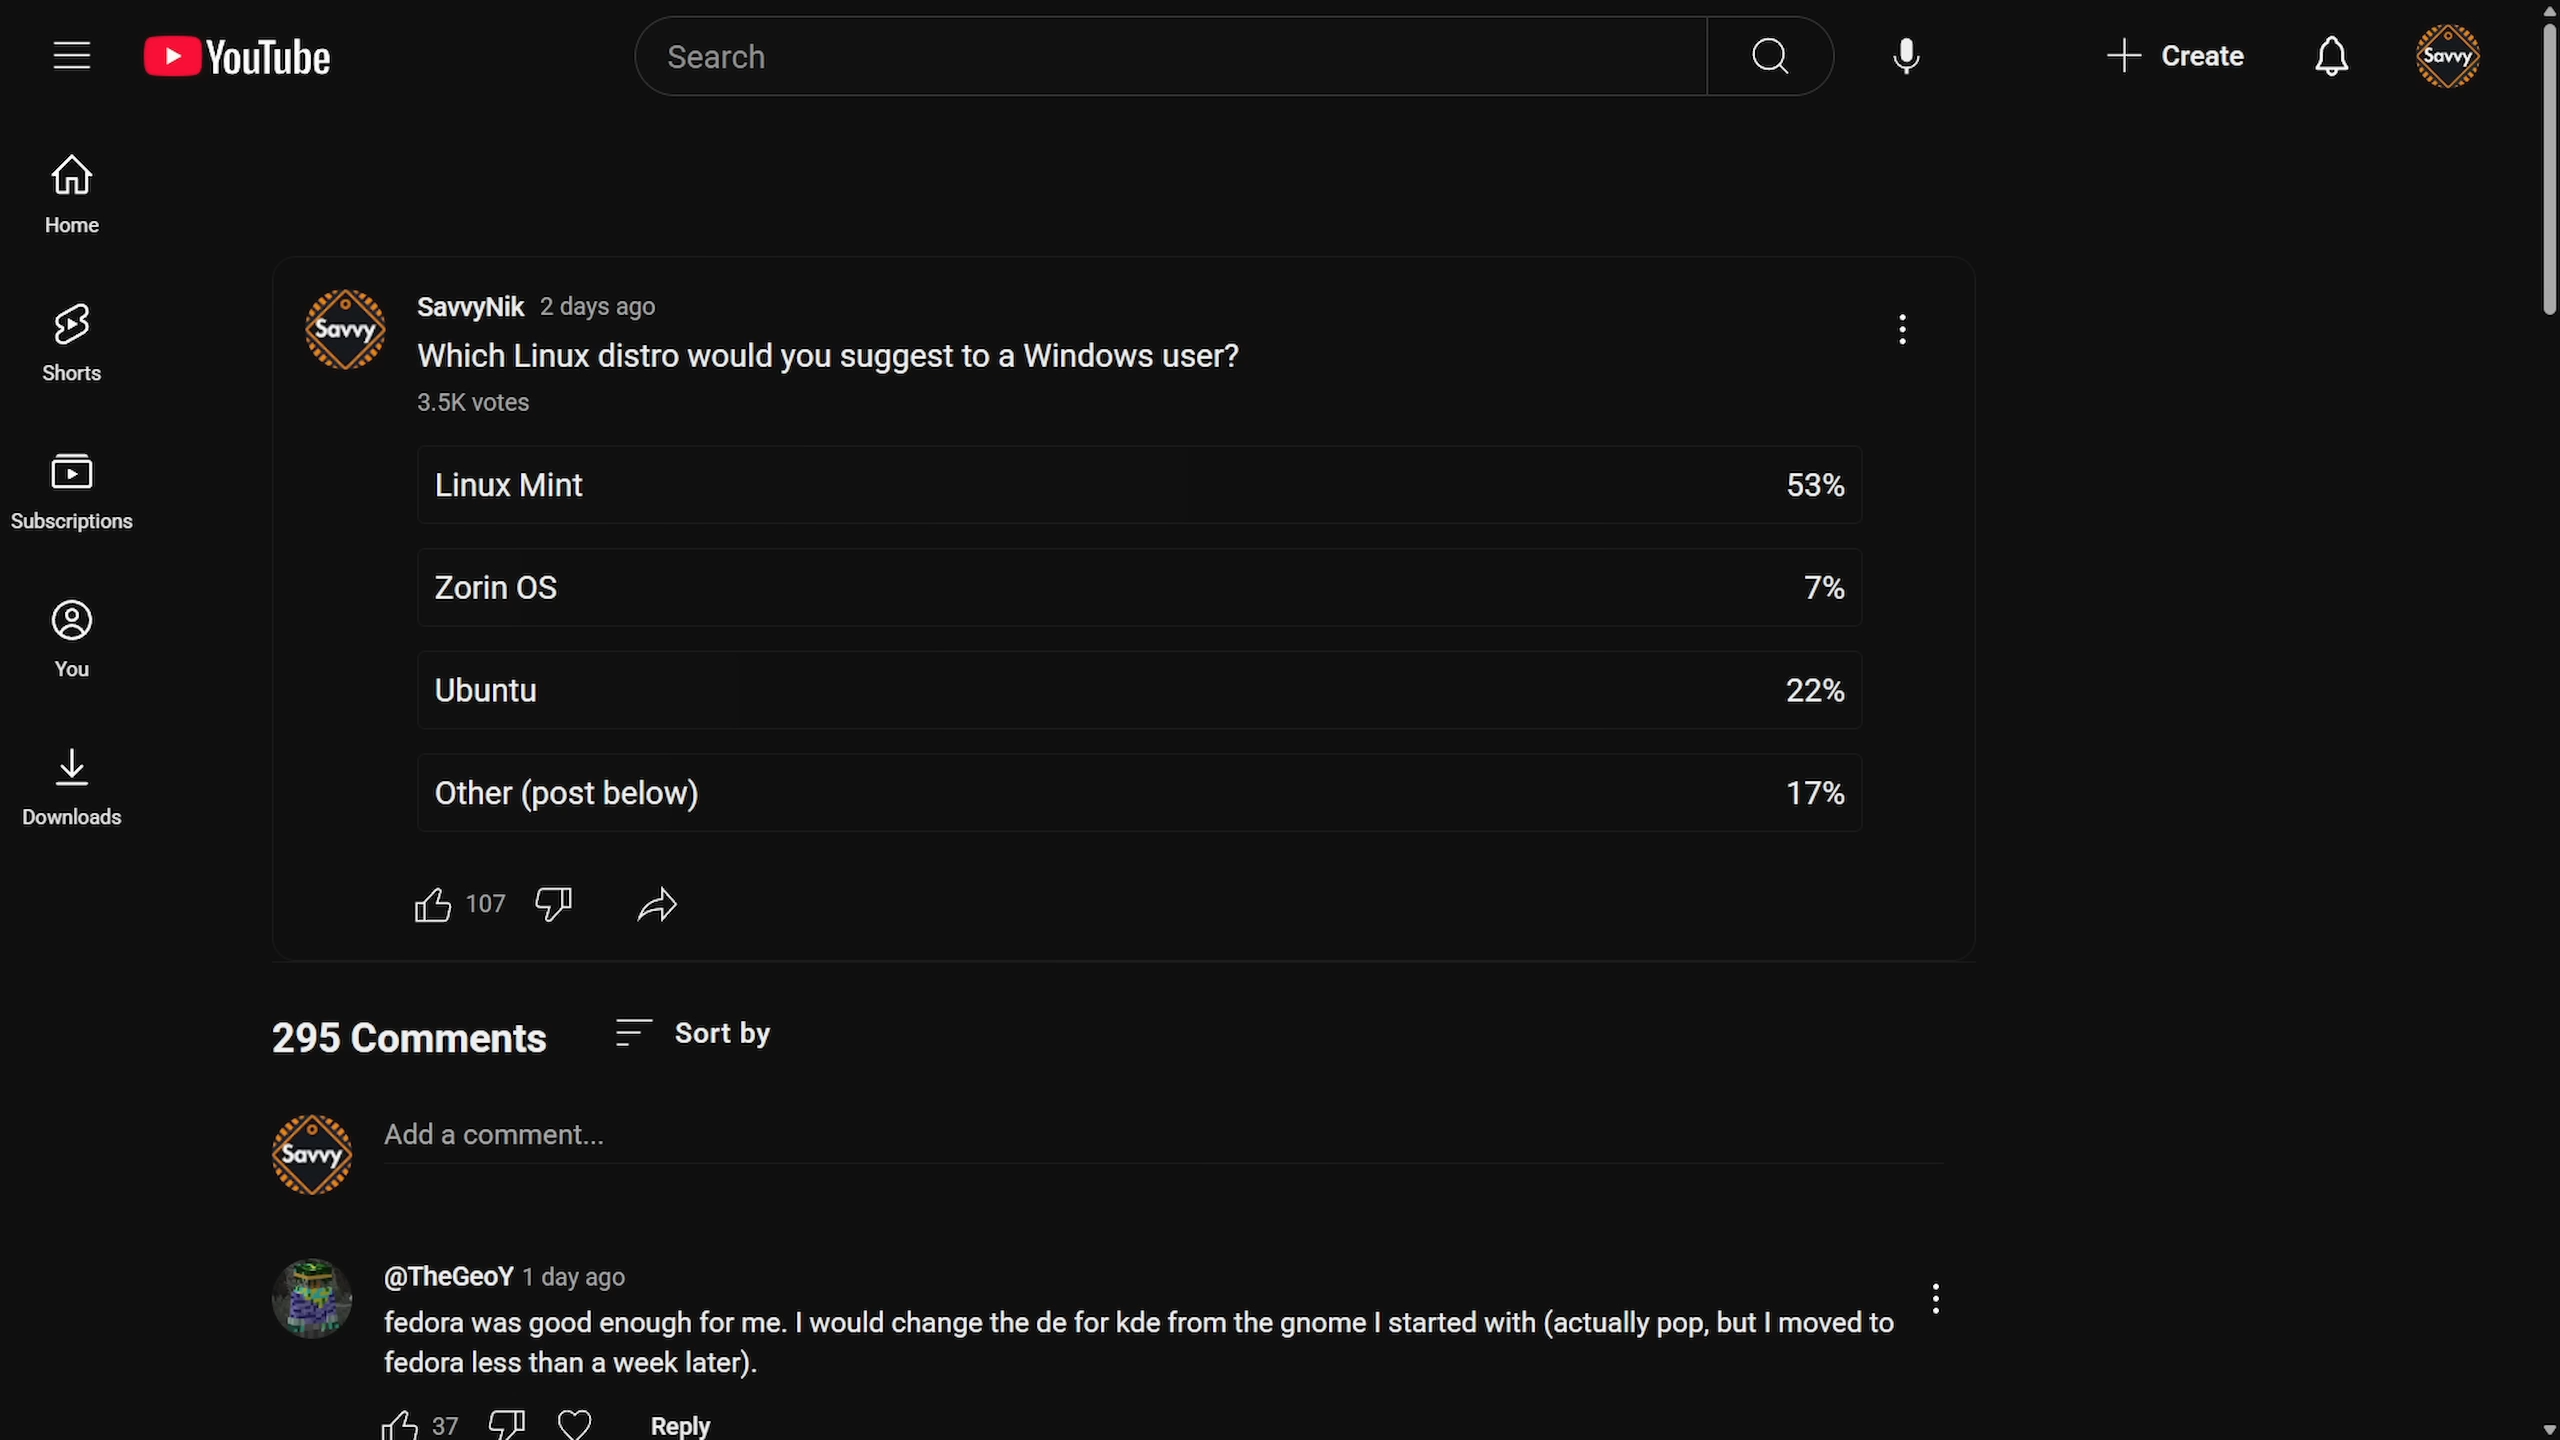 YouTube
Search
Create
Savvy
Home
Shorts
Subscriptions
You
Downloads
Savvy
SavvyNik 2 days ago
Which Linux distro would you suggest to a Windows user?
3.5K votes
Linux Mint 53%
Zorin OS 7%
Ubuntu 22%
Other (post below) 17%
107
295 Comments Sort by
Savvy
Add a comment...
@TheGeoY 1 day ago
fedora was good enough for me. I would change the de for kde from the gnome I started with (actually pop, but I moved to
fedora less than a week later).
37 Reply